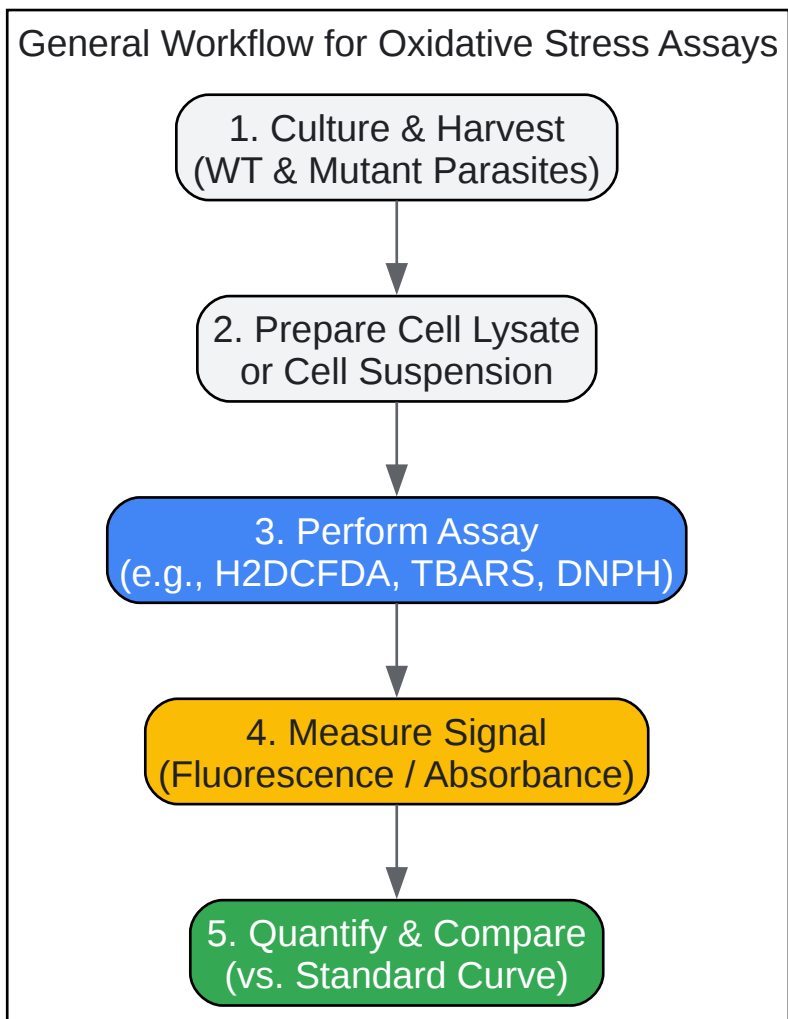 General Workflow for Oxidative Stress Assays
1. Culture & Harvest
(WT & Mutant Parasites)
2. Prepare Cell Lysate
or Cell Suspension
3. Perform Assay
(e.g., H2DCFDA, TBARS, DNPH)
4. Measure Signal
(Fluorescence / Absorbance)
5. Quantify & Compare
(vs. Standard Curve)